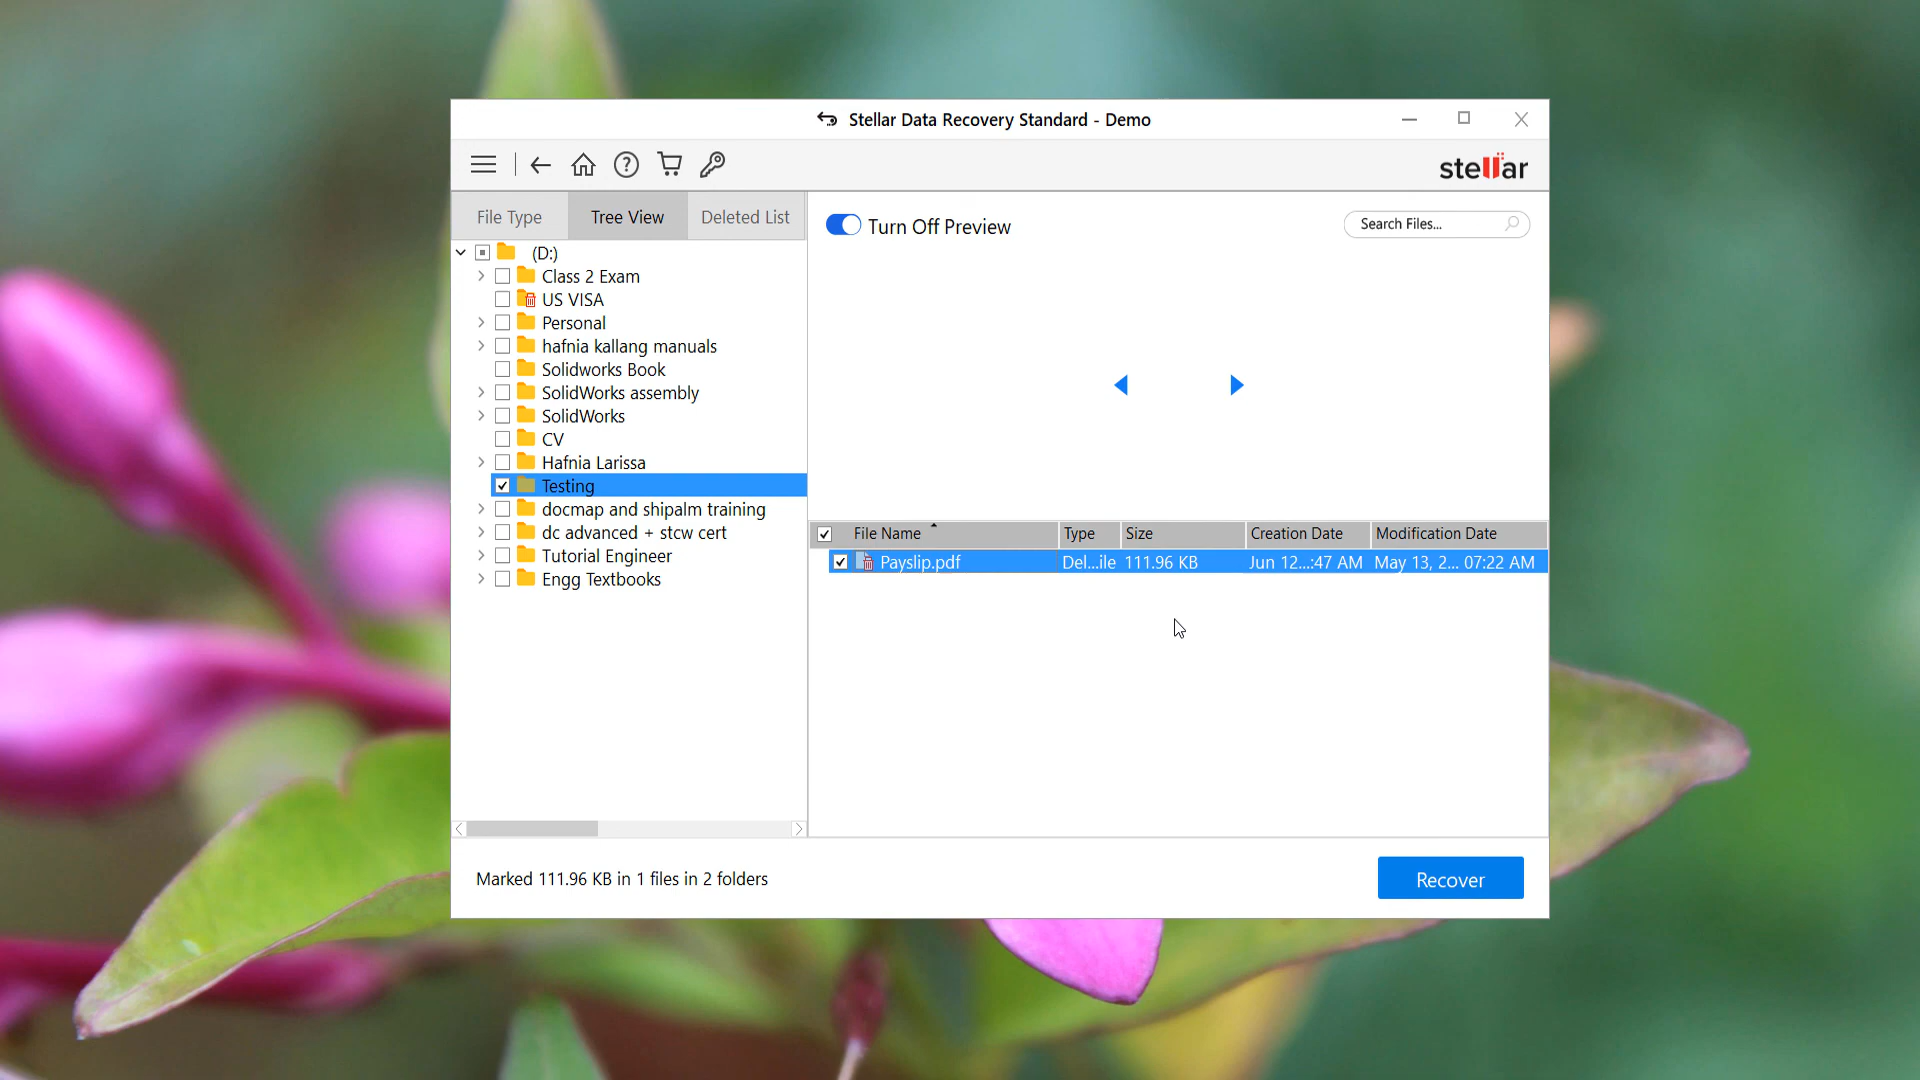 Stellar Data Recovery Standard - Demo
stellar
File Type Tree View Deleted List
(D:)
Class 2 Exam
US VISA
Personal
hafnia kallang manuals
Solidworks Book
SolidWorks assembly
SolidWorks
CV
Hafnia Larissa
Testing
docmap and shipalm training
dc advanced + stcw cert
Tutorial Engineer
Engg Textbooks
Turn Off Preview
Search Files...
File Name Type Size Creation Date Modification Date
Payslip.pdf Del...ile 111.96 KB Jun 12...:47 AM May 13, 2... 07:22 AM
Marked 111.96 KB in 1 files in 2 folders
Recover